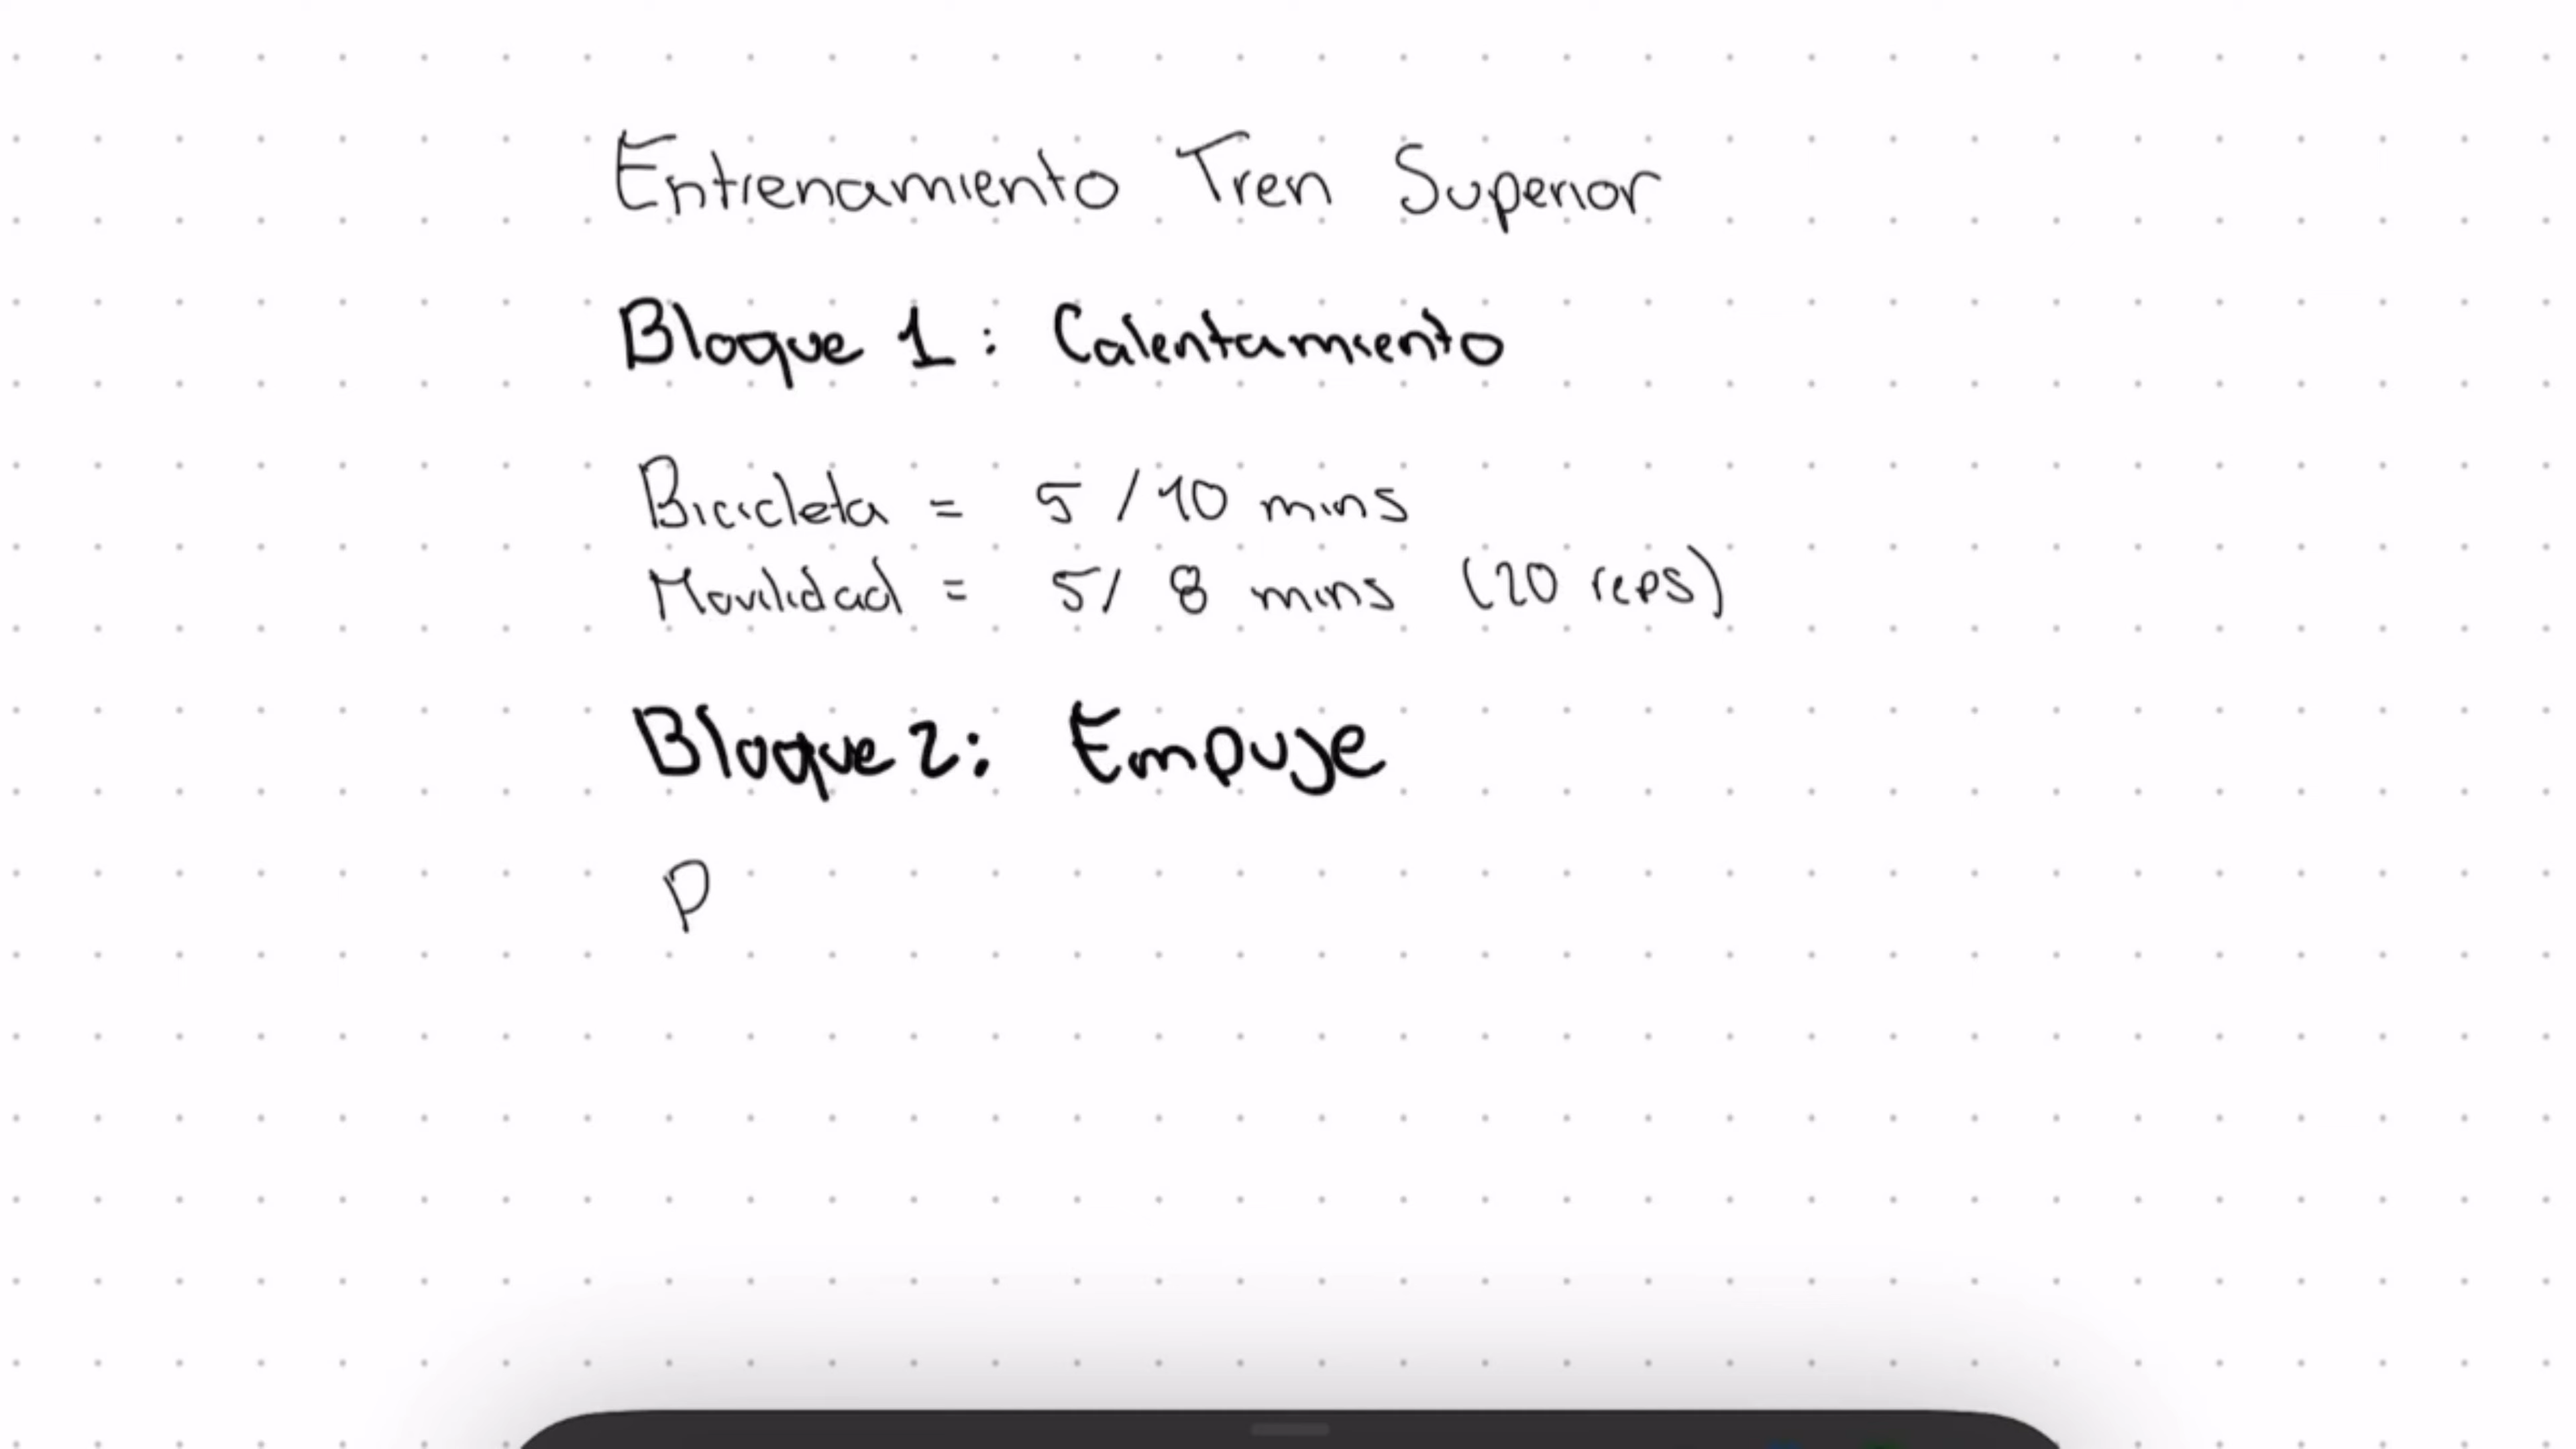 Entrenamiento Tren Superior
Bloque 1: Calentamiento
Bicicleta = 5 / 10 mins
Movilidad = 5 / 8 mins (20 reps)
Bloque 2: Empuje
P